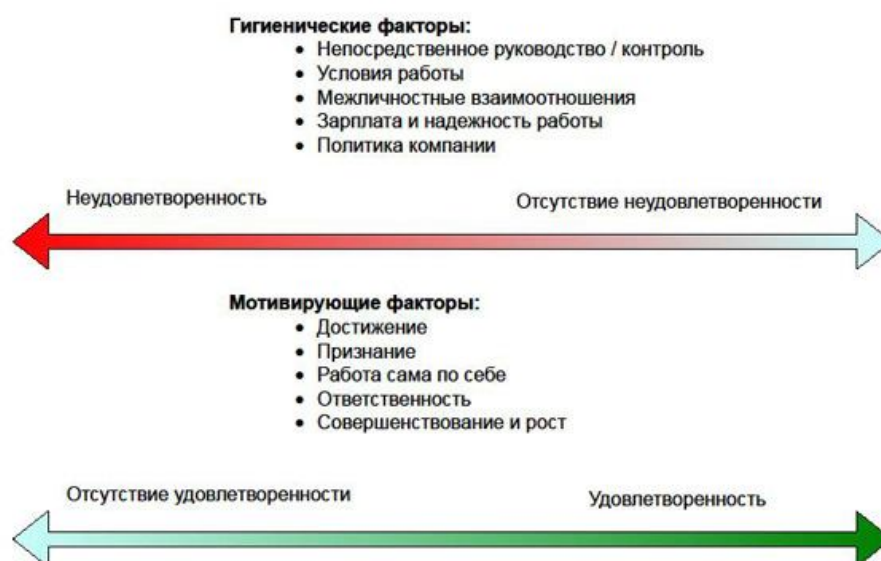 Гигиенические факторы:
• Непосредственное руководство / контроль
• Условия работы
• Межличностные взаимоотношения
• Зарплата и надежность работы
• Политика компании
Неудовлетворенность
Отсутствие неудовлетворенности
Мотивирующие факторы:
• Достижение
• Признание
• Работа сама по себе
• Ответственность
• Совершенствование и рост
Отсутствие удовлетворенности
Удовлетворенность